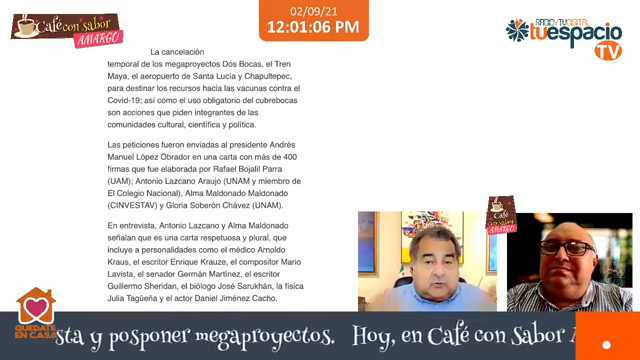 Café con sabor
AMARGO
02/09/21
12:01:06 PM
RADIO Y TV DIGITAL
tuespacio
TV
La cancelación
temporal de los megaproyectos Dos Bocas, el Tren
Maya, el aeropuerto de Santa Lucía y Chapultepec,
para destinar los recursos hacia las vacunas contra el
Covid-19; así como el uso obligatorio del cubrebocas
son acciones que piden integrantes de las
comunidades cultural, científica y política.
Las peticiones fueron enviadas al presidente Andrés
Manuel López Obrador en una carta con más de 400
firmas que fue elaborada por Rafael Bojalil Parra
(UAM); Antonio Lazcano Araujo (UNAM y miembro de
El Colegio Nacional), Alma Maldonado Maldonado
(CINVESTAV) y Gloria Soberón Chávez (UNAM).
En entrevista, Antonio Lazcano y Alma Maldonado
señalan que es una carta respetuosa y plural, que
incluye a personalidades como el médico Arnoldo
Kraus, el escritor Enrique Krauze, el compositor Mario
Lavista, el senador Germán Martínez, el escritor
Guillermo Sheridan, el biólogo José Sarukhán, la física
Julia Tagüeña y el actor Daniel Jiménez Cacho.
Café
con sabor
AMARGO
QUÉDATE
EN CASA
sta y posponer megaproyectos. Hoy, en Café con Sabor A